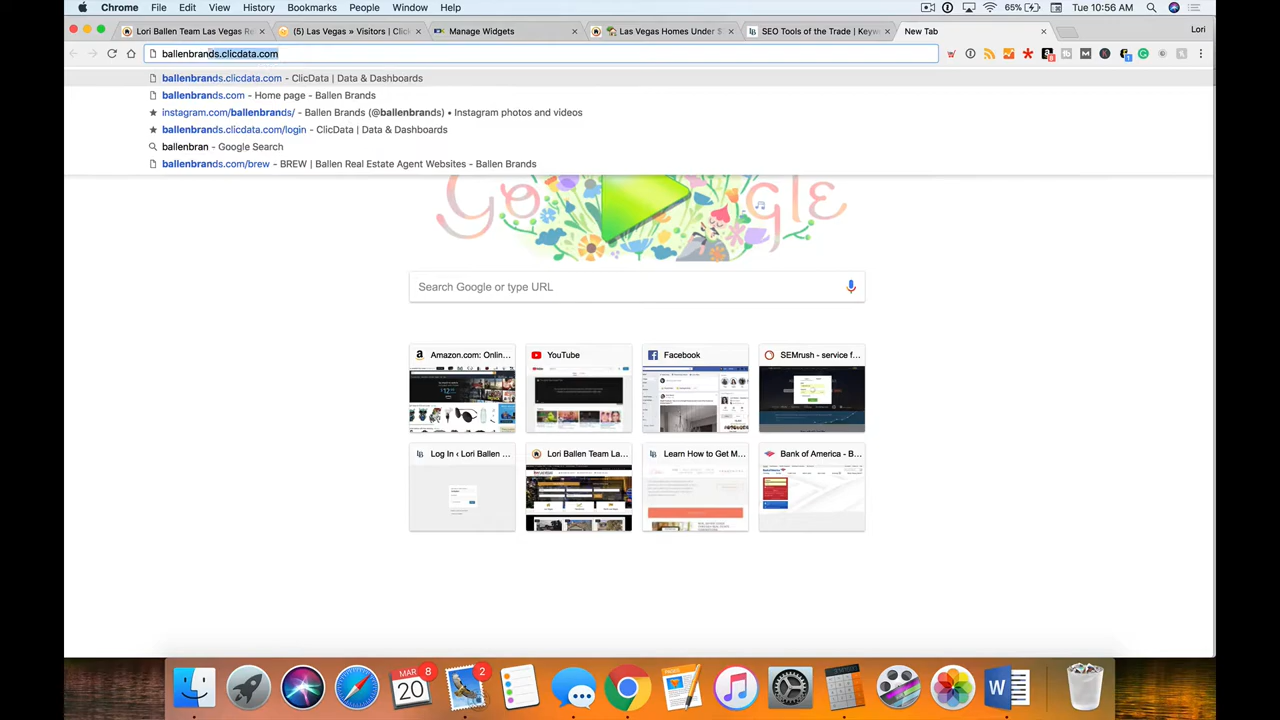 Chrome File Edit View History Bookmarks People Window Help 65% Tue 10:56 AM
Lori Ballen Team Las Vegas Re
(5) Las Vegas » Visitors | Clic
Manage Widgets
Las Vegas Homes Under $
SEO Tools of the Trade | Keyw
New Tab
Lori
ballenbrands.clicdata.com
ballenbrands.clicdata.com - ClicData | Data & Dashboards
ballenbrands.com - Home page - Ballen Brands
instagram.com/ballenbrands/ - Ballen Brands (@ballenbrands) • Instagram photos and videos
ballenbrands.clicdata.com/login - ClicData | Data & Dashboards
ballenbran - Google Search
ballenbrands.com/brew - BREW | Ballen Real Estate Agent Websites - Ballen Brands
Google
Search Google or type URL
Amazon.com: Onlin...
YouTube
Facebook
SEMrush - service f...
Log In ‹ Lori Ballen ...
Lori Ballen Team La...
Learn How to Get M...
Bank of America - B...
MAR
20
8
2
W